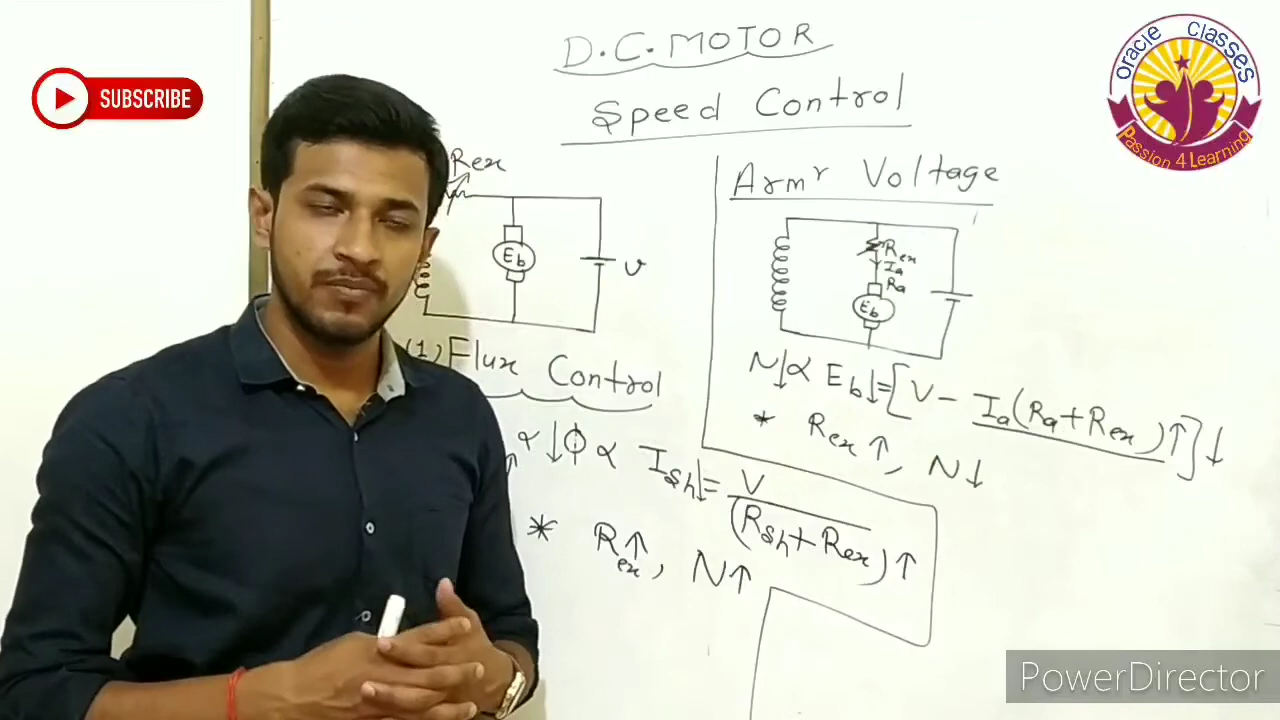 SUBSCRIBE
Oracle Classes
Passion 4 Learning
D.C. MOTOR
Speed Control
Rex
Eb
V
(1) Flux Control
∝ ↓Φ ∝ Ish↓ = V / (Rsh + Rex)↑
* Rex↑, N↑
Armr Voltage
Rex
Ia
Ra
Eb
N↓ ∝ Eb↓ = [V - Ia(Ra + Rex)↑]↓
* Rex↑, N↓
PowerDirector